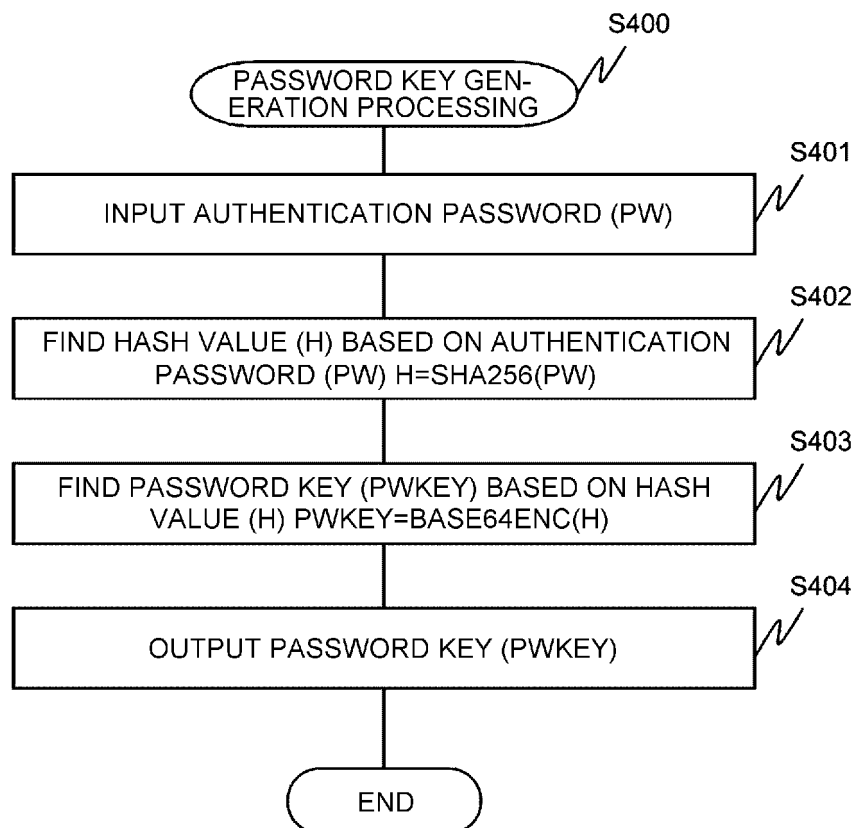 S400
PASSWORD KEY GEN-
ERATION PROCESSING
S401
INPUT AUTHENTICATION PASSWORD (PW)
S402
FIND HASH VALUE (H) BASED ON AUTHENTICATION
PASSWORD (PW) H=SHA256(PW)
S403
FIND PASSWORD KEY (PWKEY) BASED ON HASH
VALUE (H) PWKEY=BASE64ENC(H)
S404
OUTPUT PASSWORD KEY (PWKEY)
END